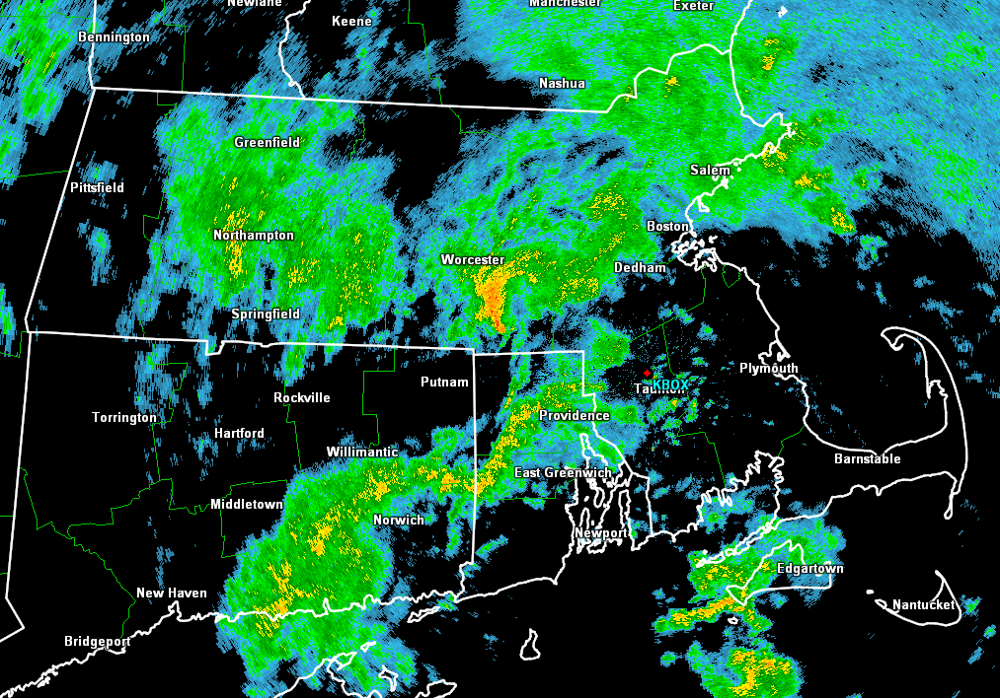 Newfane
Manchester
Exeter
Keene
Bennington
Nashua
Greenfield
Salem
Pittsfield
Boston
Northampton
Worcester
Dedham
Springfield
Plymouth
Putnam
Taunton
KBOX
Rockville
Torrington
Providence
Hartford
Willimantic
Barnstable
East Greenwich
Middletown
Norwich
Newport
Edgartown
New Haven
Nantucket
Bridgeport